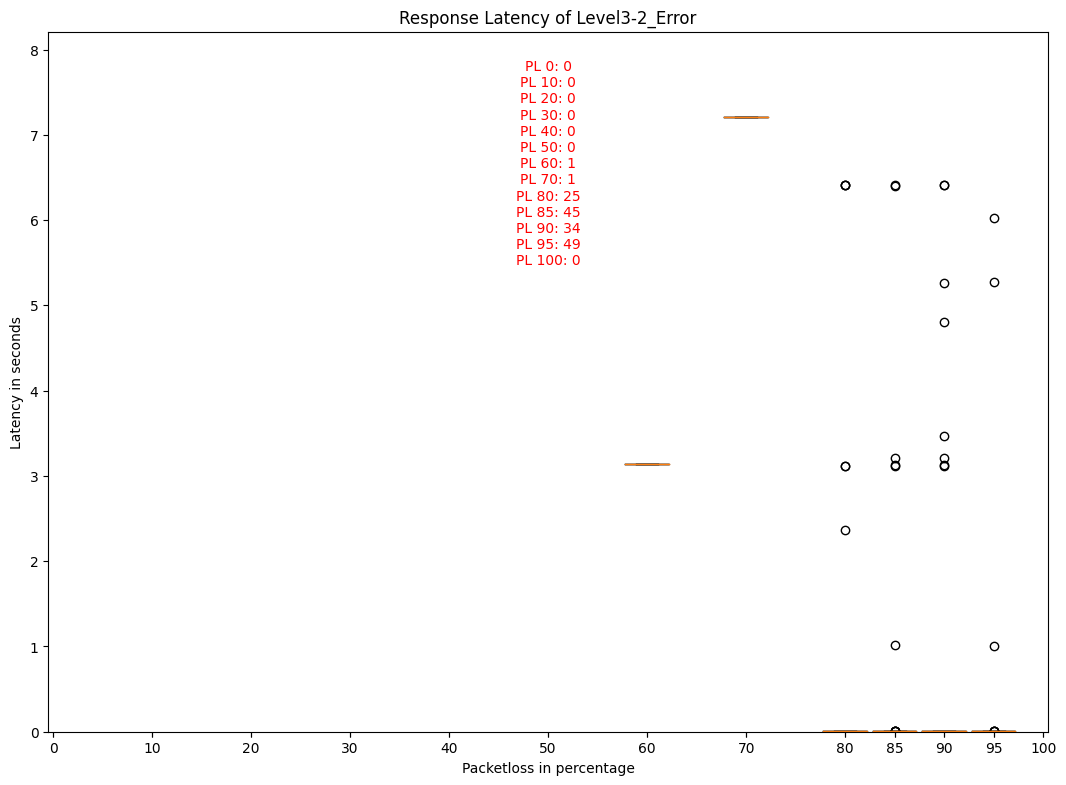 Response Latency of Level3-2_Error
8
7
6
5
4
3
2
1
0
Latency in seconds
PL 0: 0
PL 10: 0
PL 20: 0
PL 30: 0
PL 40: 0
PL 50: 0
PL 60: 1
PL 70: 1
PL 80: 25
PL 85: 45
PL 90: 34
PL 95: 49
PL 100: 0
0 10 20 30 40 50 60 70 80 85 90 95 100
Packetloss in percentage